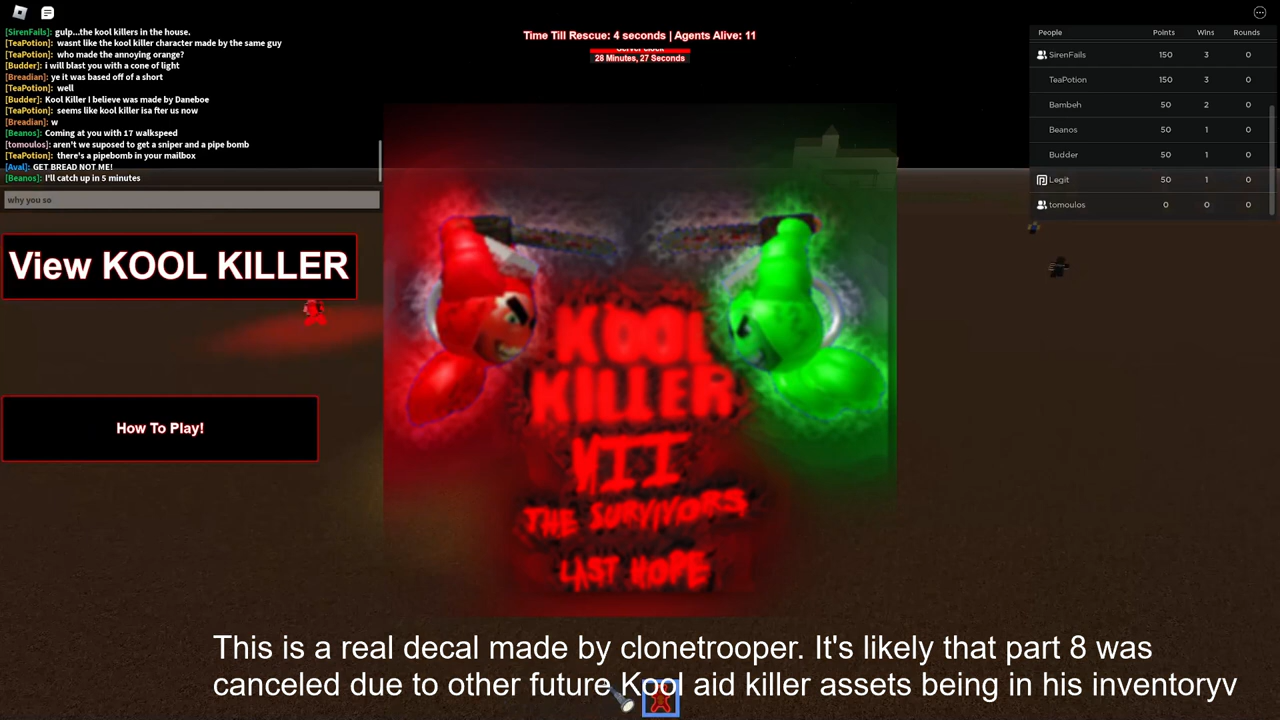 [SirenFails]: gulp...the kool killers in the house.
[TeaPotion]: wasnt like the kool killer character made by the same guy
[TeaPotion]: who made the annoying orange?
[Budder]: i will blast you with a cone of light
[Breadian]: ye it was based off of a short
[TeaPotion]: well
[Budder]: Kool Killer I believe was made by Daneboe
[TeaPotion]: seems like kool killer isa fter us now
[Breadian]: w
[Beanos]: Coming at you with 17 walkspeed
[tomoulos]: aren't we suposed to get a sniper and a pipe bomb
[TeaPotion]: there's a pipebomb in your mailbox
[Aval]: GET BREAD NOT ME!
[Beanos]: I'll catch up in 5 minutes
why you so
Time Till Rescue: 4 seconds | Agents Alive: 11
Server Clock
28 Minutes, 27 Seconds
People Points Wins Rounds
SirenFails 150 3 0
TeaPotion 150 3 0
Bambeh 50 2 0
Beanos 50 1 0
Budder 50 1 0
Legit 50 1 0
tomoulos 0 0 0
View KOOL KILLER
How To Play!
KOOL
KILLER
VII
THE SURVIVORS
LAST HOPE
This is a real decal made by clonetrooper. It's likely that part 8 was
canceled due to other future Kool aid killer assets being in his inventoryv